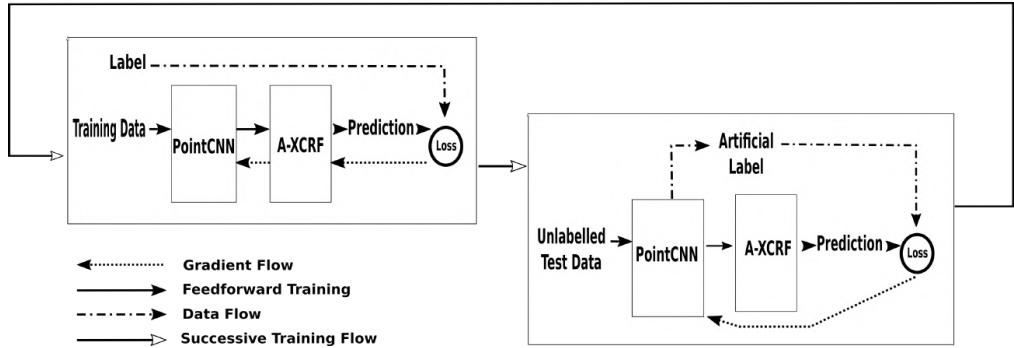 Label
Training Data
PointCNN
A-XCRF
Prediction
Loss
Artificial
Label
Unlabelled
Test Data
PointCNN
A-XCRF
Prediction
Loss
Gradient Flow
Feedforward Training
Data Flow
Successive Training Flow